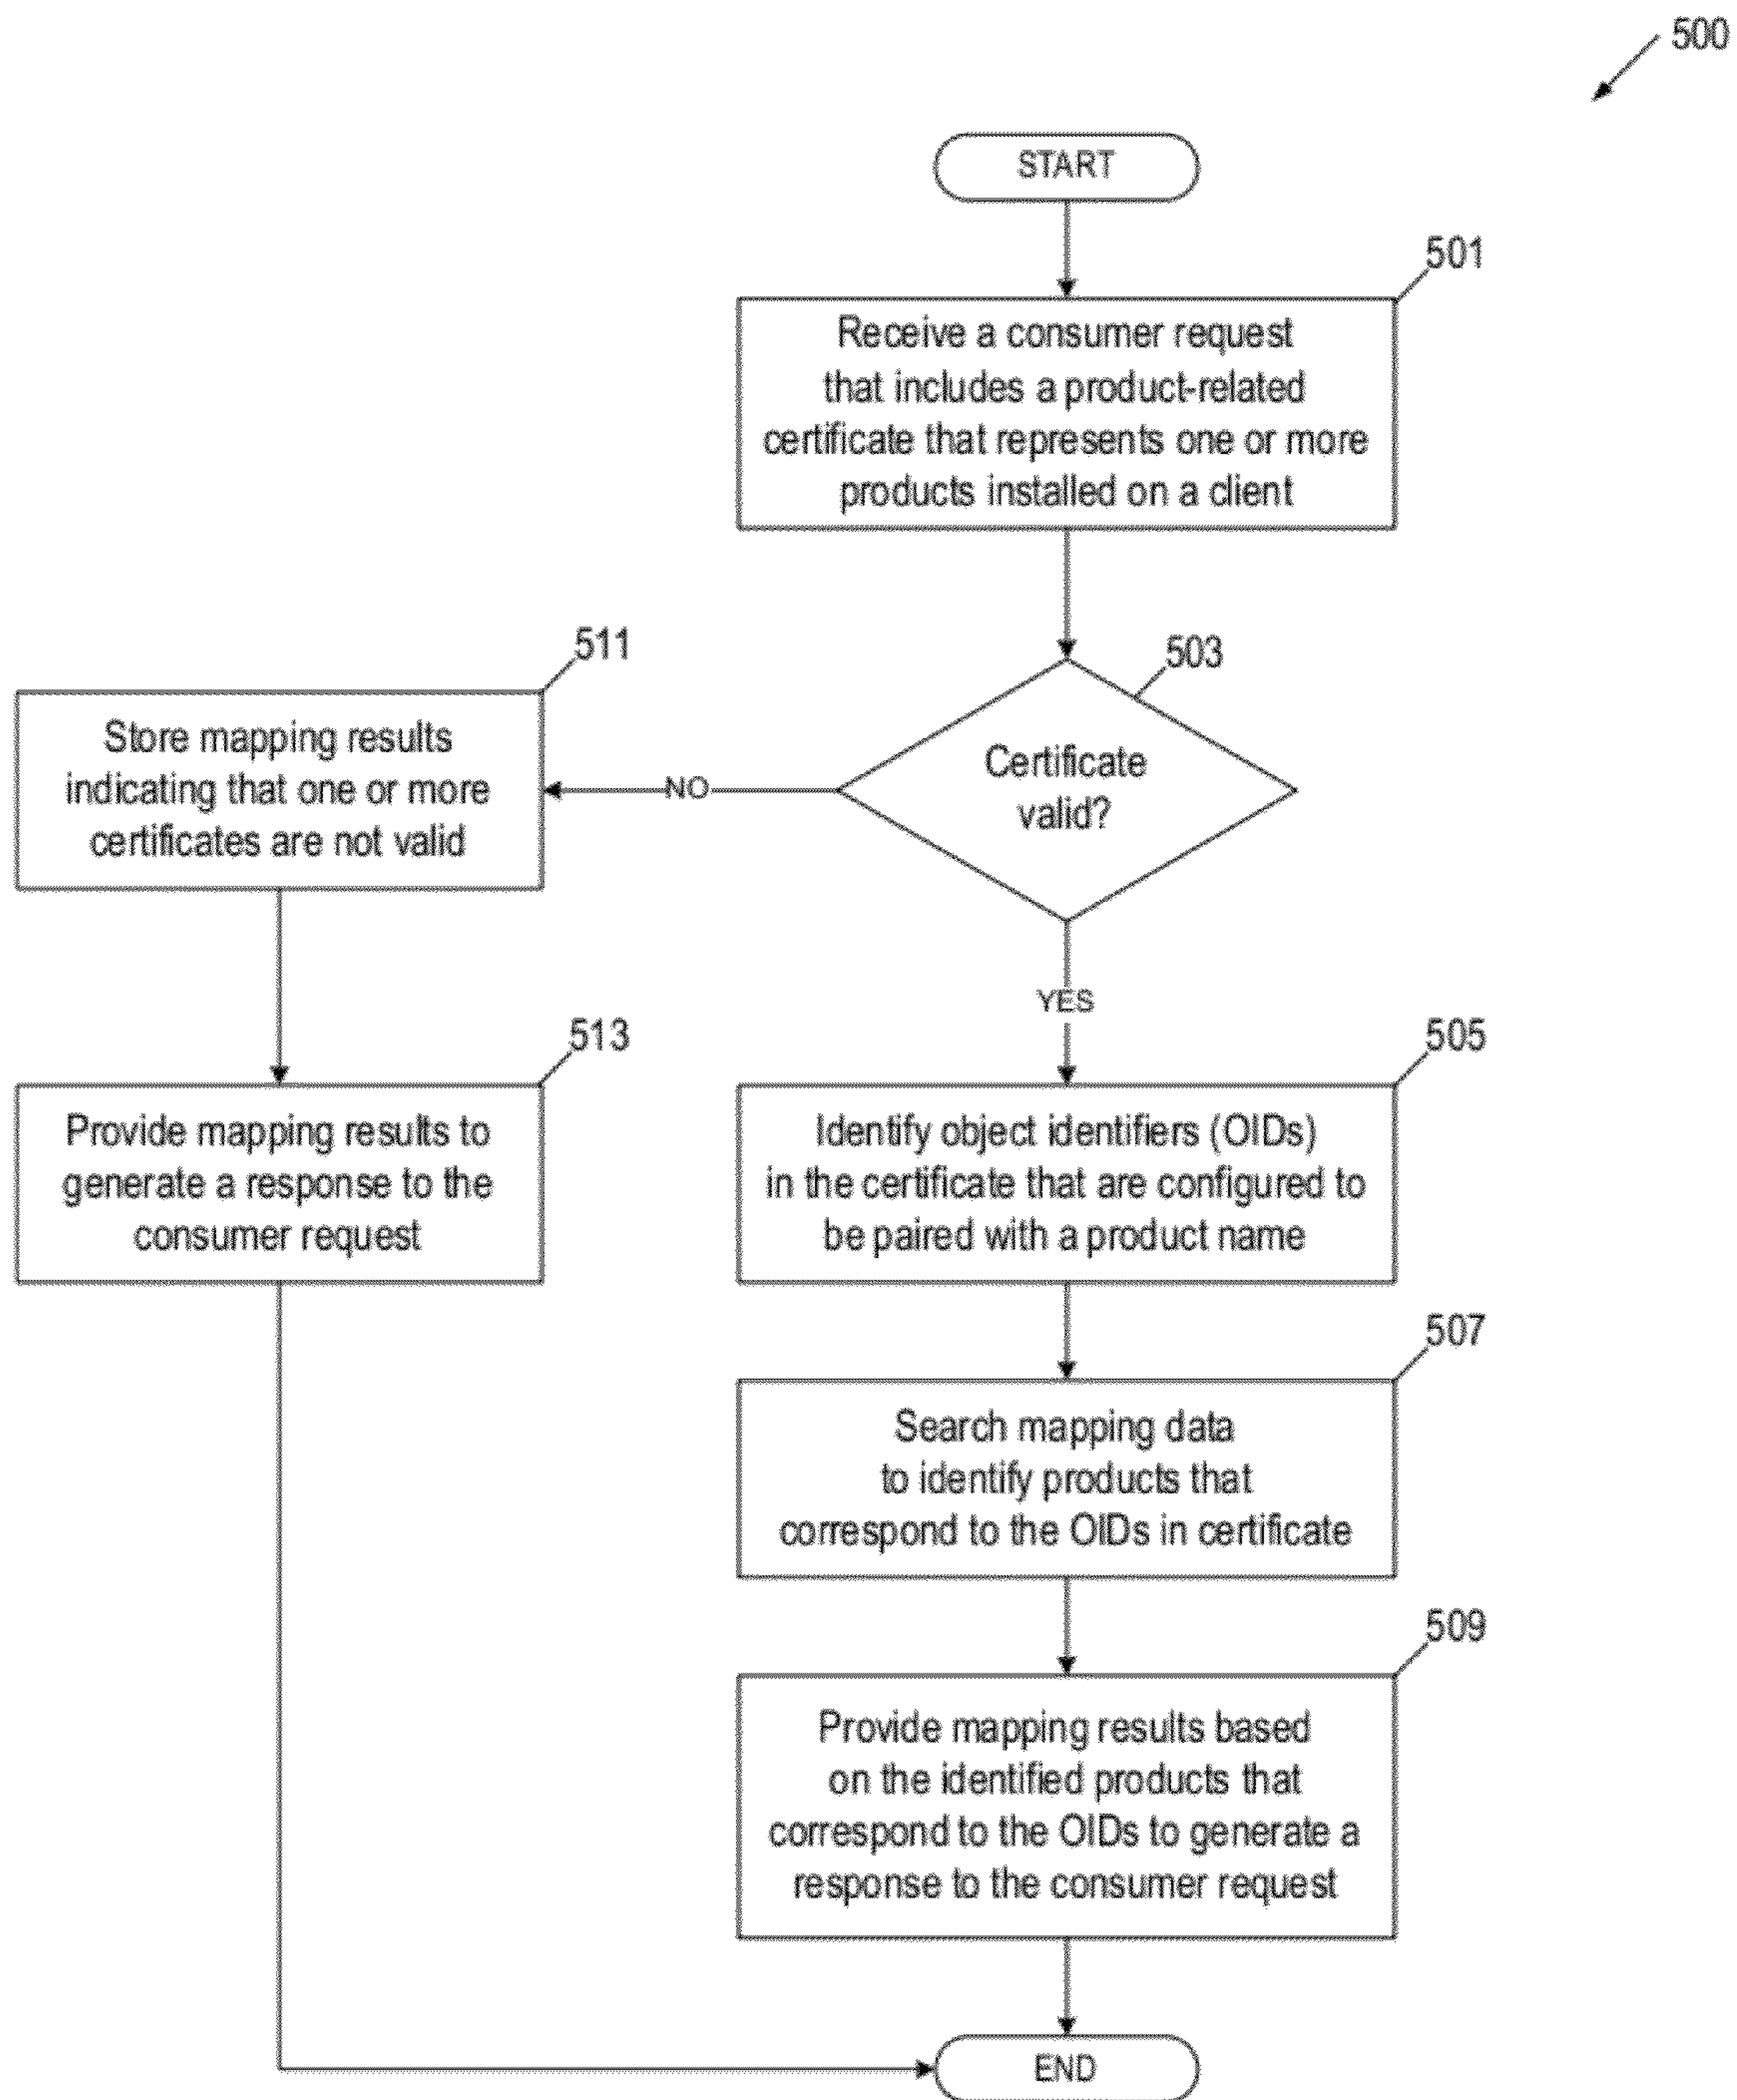 500
START
501
Receive a consumer request
that includes a product-related
certificate that represents one or more
products installed on a client
511
503
Store mapping results
indicating that one or more
certificates are not valid
NO
Certificate
valid?
YES
513
505
Provide mapping results to
generate a response to the
consumer request
Identify object identifiers (OIDs)
in the certificate that are configured to
be paired with a product name
507
Search mapping data
to identify products that
correspond to the OIDs in certificate
509
Provide mapping results based
on the identified products that
correspond to the OIDs to generate a
response to the consumer request
END